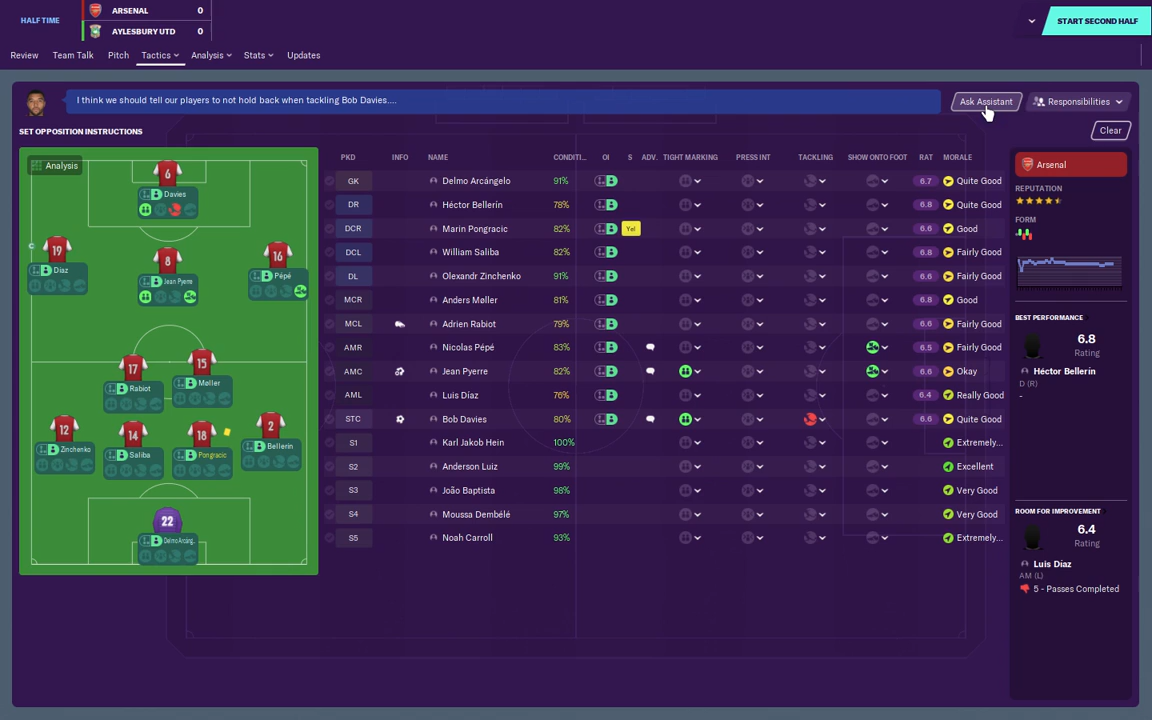 HALF TIME
ARSENAL 0
AYLESBURY UTD 0
START SECOND HALF
Review Team Talk Pitch Tactics Analysis Stats Updates
I think we should tell our players to not hold back when tackling Bob Davies....
Ask Assistant
Responsibilities
SET OPPOSITION INSTRUCTIONS
Clear
Analysis
6
Davies
19
Díaz
8
Jean Pyerre
16
Pépé
17
Rabiot
15
Møller
12
Zinchenko
14
Saliba
18
Pongracic
2
Bellerín
22
Delmo Arcáng...
PKD INFO NAME CONDITI... OI S ADV. TIGHT MARKING PRESS INT TACKLING SHOW ONTO FOOT RAT MORALE
GK Delmo Arcángelo 91% 6.7 Quite Good
DR Héctor Bellerín 78% 6.8 Quite Good
DCR Marin Pongracic 82% Yel 6.6 Good
DCL William Saliba 82% 6.8 Fairly Good
DL Olexandr Zinchenko 91% 6.6 Fairly Good
MCR Anders Møller 81% 6.8 Good
MCL Adrien Rabiot 79% 6.6 Fairly Good
AMR Nicolas Pépé 83% 6.5 Fairly Good
AMC Jean Pyerre 82% 6.6 Okay
AML Luis Díaz 76% 6.4 Really Good
STC Bob Davies 80% 6.6 Quite Good
S1 Karl Jakob Hein 100% Extremely...
S2 Anderson Luiz 99% Excellent
S3 João Baptista 98% Very Good
S4 Moussa Dembélé 97% Very Good
S5 Noah Carroll 93% Extremely...
Arsenal
REPUTATION
FORM
BEST PERFORMANCE
6.8
Rating
Héctor Bellerín
D (R)
-
ROOM FOR IMPROVEMENT
6.4
Rating
Luis Díaz
AM (L)
5 - Passes Completed